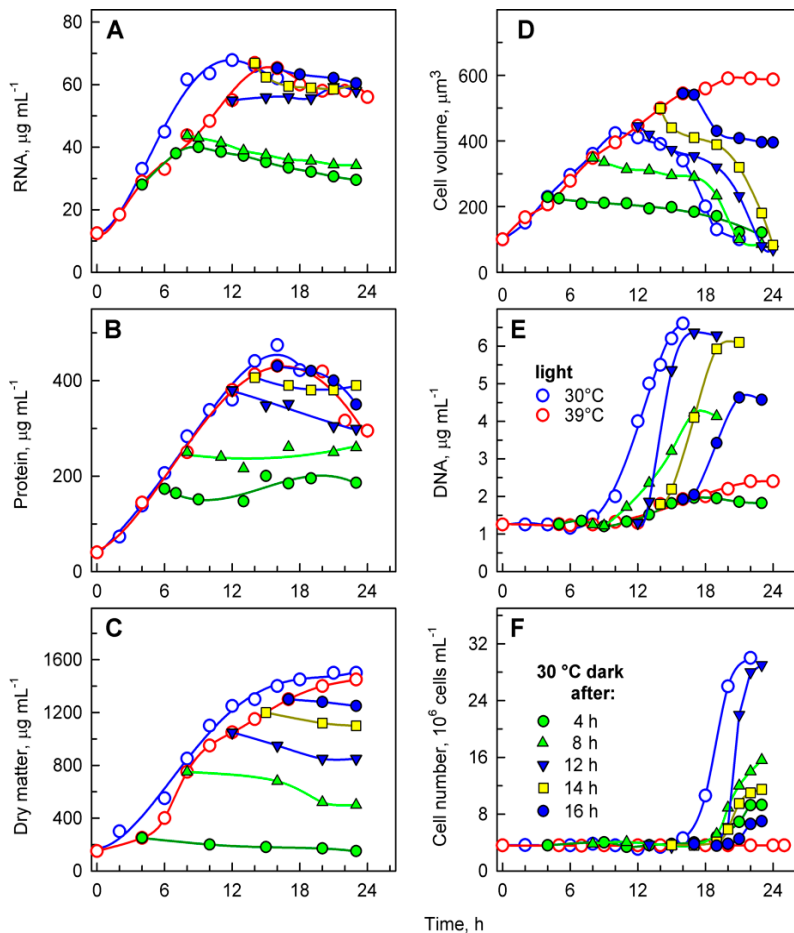 A
RNA, µg mL⁻¹
80
60
40
20
0
0 6 12 18 24
B
Protein, µg mL⁻¹
400
200
0
0 6 12 18 24
C
Dry matter, µg mL⁻¹
1600
1400
1200
1000
800
600
400
200
0
0 6 12 18 24
D
Cell volume, µm³
600
400
200
0
0 6 12 18 24
E
DNA, µg mL⁻¹
6
5
4
3
2
1
0
light
30°C
39°C
0 6 12 18 24
F
Cell number, 10⁶ cells mL⁻¹
32
24
16
8
0
30 °C dark
after:
4 h
8 h
12 h
14 h
16 h
0 6 12 18 24
Time, h